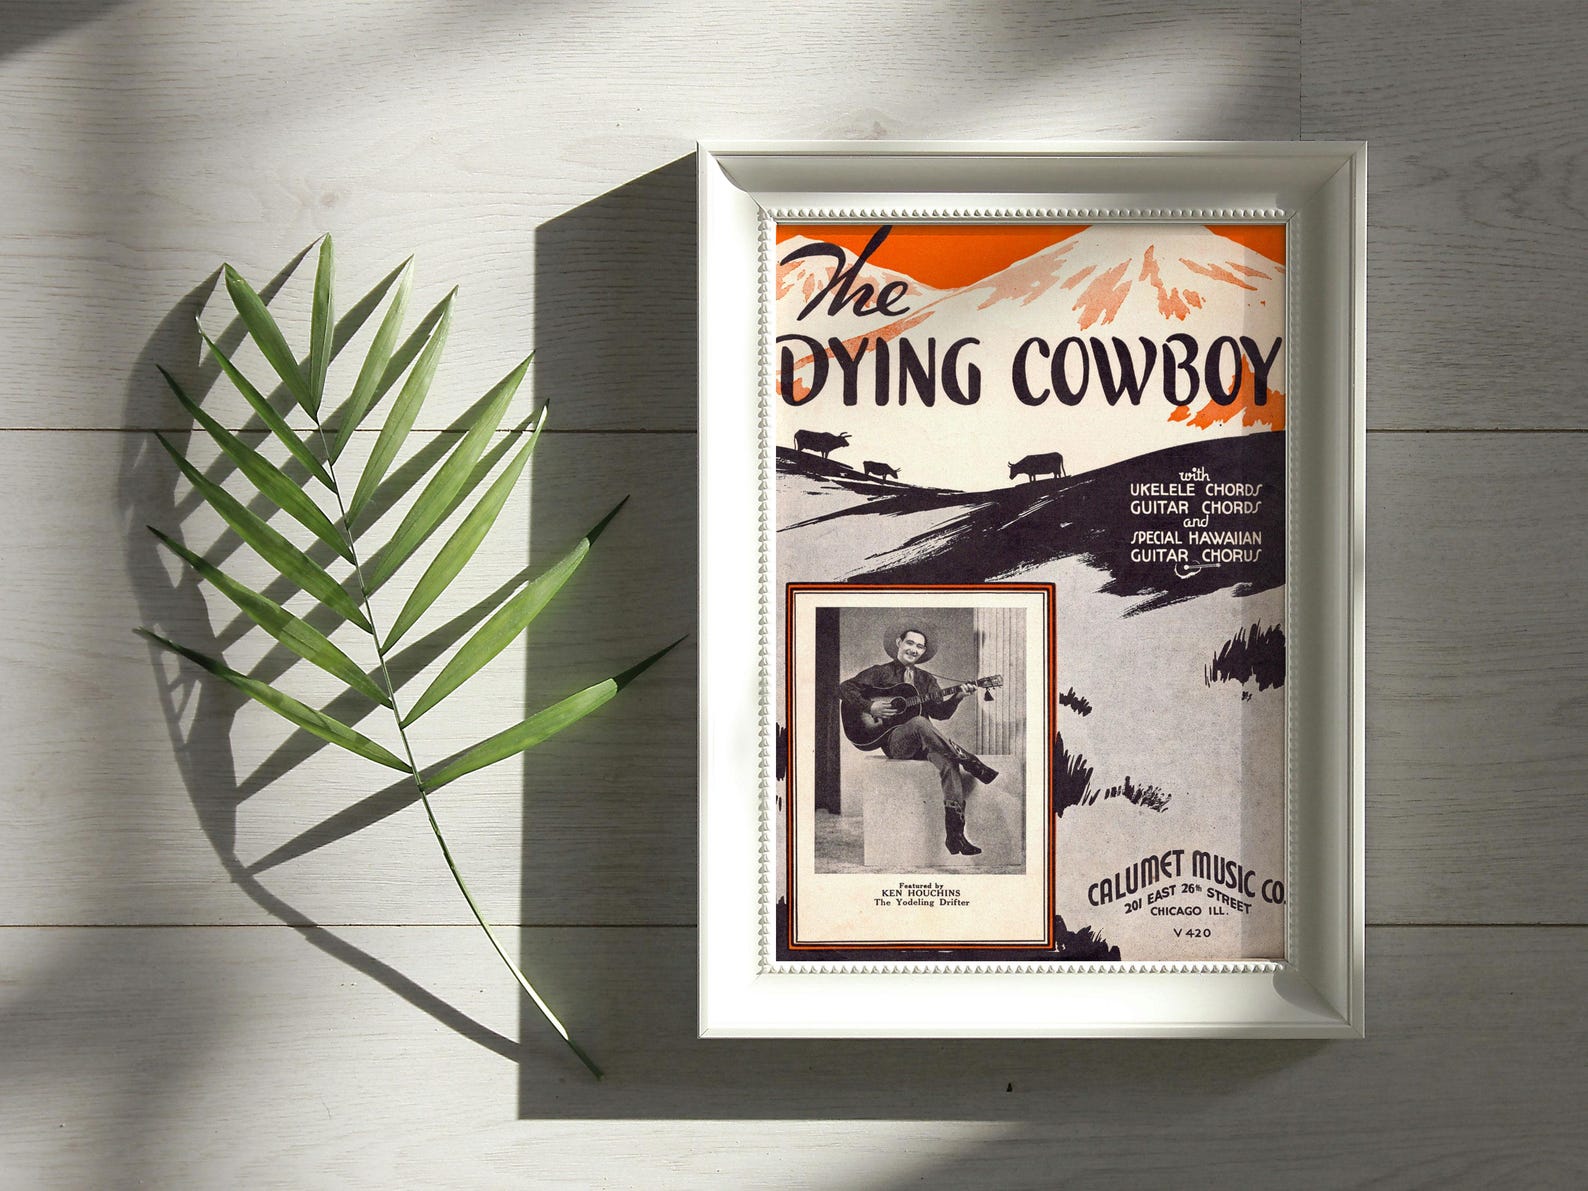 The
DYING COWBOY
with
UKELELE CHORDS
GUITAR CHORDS
and
SPECIAL HAWAIIAN
GUITAR CHORUS
Featured by
KEN HOUCHINS
The Yodeling Drifter
CALUMET MUSIC CO.
201 EAST 26th STREET
CHICAGO ILL.
V 420